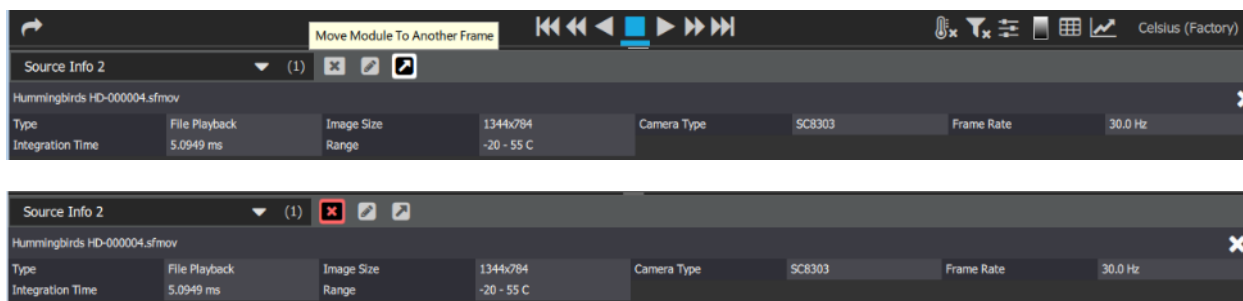 Move Module To Another Frame
Celsius (Factory)
Source Info 2 (1)
Hummingbirds HD-000004.sfmov
Type File Playback Image Size 1344x784 Camera Type SC8303 Frame Rate 30.0 Hz
Integration Time 5.0949 ms Range -20 - 55 C
Source Info 2 (1)
Hummingbirds HD-000004.sfmov
Type File Playback Image Size 1344x784 Camera Type SC8303 Frame Rate 30.0 Hz
Integration Time 5.0949 ms Range -20 - 55 C